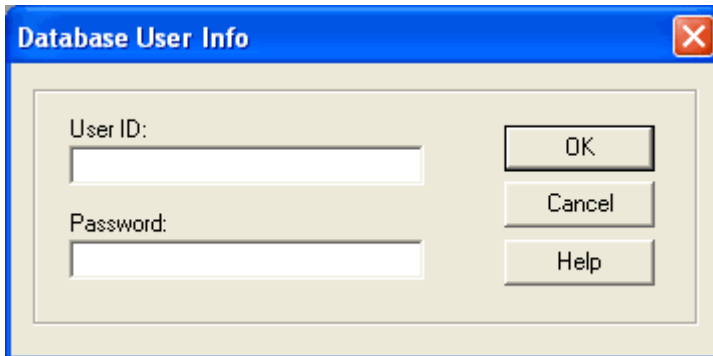 Database User Info
User ID:
OK
Cancel
Password:
Help